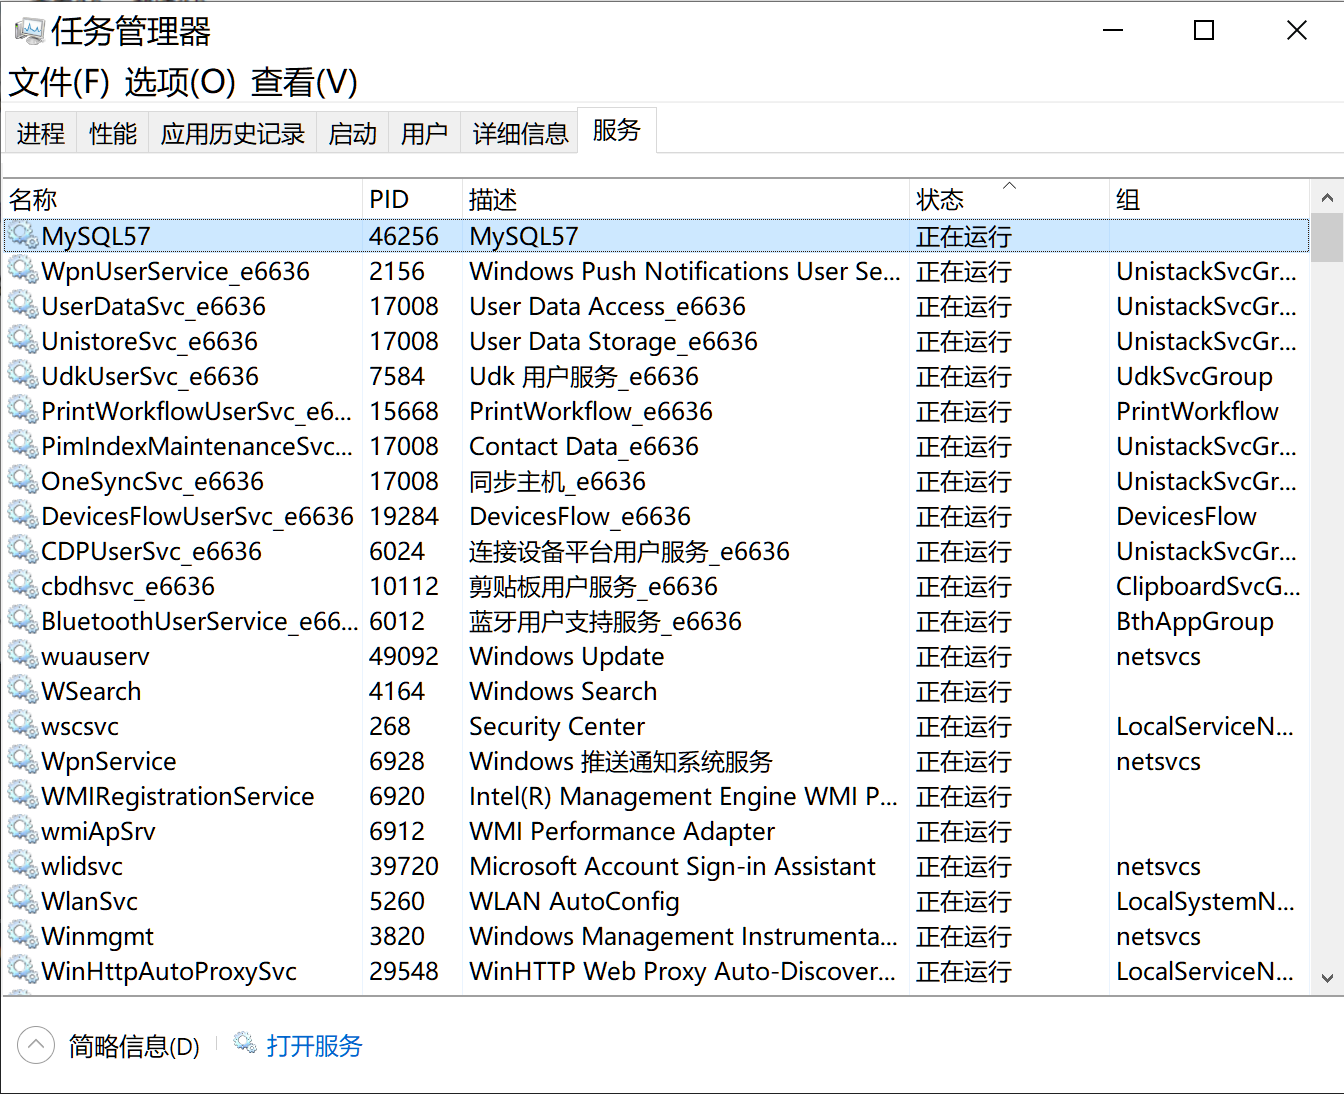 任务管理器
文件(F) 选项(O) 查看(V)
进程 性能 应用历史记录 启动 用户 详细信息 服务
名称 PID 描述 状态 组
MySQL57 46256 MySQL57 正在运行
WpnUserService_e6636 2156 Windows Push Notifications User Se... 正在运行 UnistackSvcGr...
UserDataSvc_e6636 17008 User Data Access_e6636 正在运行 UnistackSvcGr...
UnistoreSvc_e6636 17008 User Data Storage_e6636 正在运行 UnistackSvcGr...
UdkUserSvc_e6636 7584 Udk 用户服务_e6636 正在运行 UdkSvcGroup
PrintWorkflowUserSvc_e6... 15668 PrintWorkflow_e6636 正在运行 PrintWorkflow
PimIndexMaintenanceSvc... 17008 Contact Data_e6636 正在运行 UnistackSvcGr...
OneSyncSvc_e6636 17008 同步主机_e6636 正在运行 UnistackSvcGr...
DevicesFlowUserSvc_e6636 19284 DevicesFlow_e6636 正在运行 DevicesFlow
CDPUserSvc_e6636 6024 连接设备平台用户服务_e6636 正在运行 UnistackSvcGr...
cbdhsvc_e6636 10112 剪贴板用户服务_e6636 正在运行 ClipboardSvcG...
BluetoothUserService_e66... 6012 蓝牙用户支持服务_e6636 正在运行 BthAppGroup
wuauserv 49092 Windows Update 正在运行 netsvcs
WSearch 4164 Windows Search 正在运行
wscsvc 268 Security Center 正在运行 LocalServiceN...
WpnService 6928 Windows 推送通知系统服务 正在运行 netsvcs
WMIRegistrationService 6920 Intel(R) Management Engine WMI P... 正在运行
wmiApSrv 6912 WMI Performance Adapter 正在运行
wlidsvc 39720 Microsoft Account Sign-in Assistant 正在运行 netsvcs
WlanSvc 5260 WLAN AutoConfig 正在运行 LocalSystemN...
Winmgmt 3820 Windows Management Instrumenta... 正在运行 netsvcs
WinHttpAutoProxySvc 29548 WinHTTP Web Proxy Auto-Discover... 正在运行 LocalServiceN...
简略信息(D) 打开服务